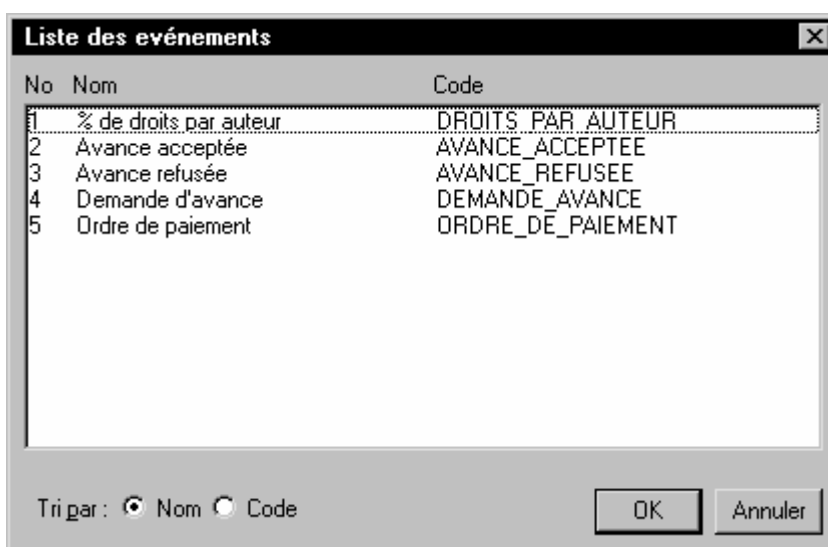 Liste des evénements
No Nom Code
1 % de droits par auteur DROITS_PAR_AUTEUR
2 Avance acceptée AVANCE_ACCEPTEE
3 Avance refusée AVANCE_REFUSEE
4 Demande d'avance DEMANDE_AVANCE
5 Ordre de paiement ORDRE_DE_PAIEMENT
Tri par : Nom Code OK Annuler